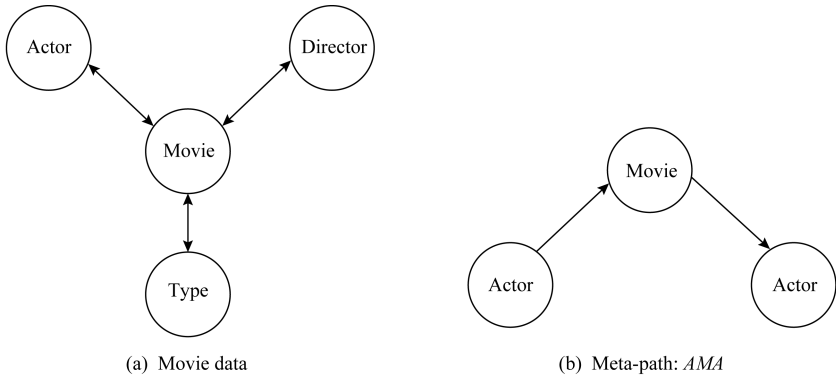 Actor
Director
Movie
Type
(a) Movie data
Movie
Actor
Actor
(b) Meta-path: AMA